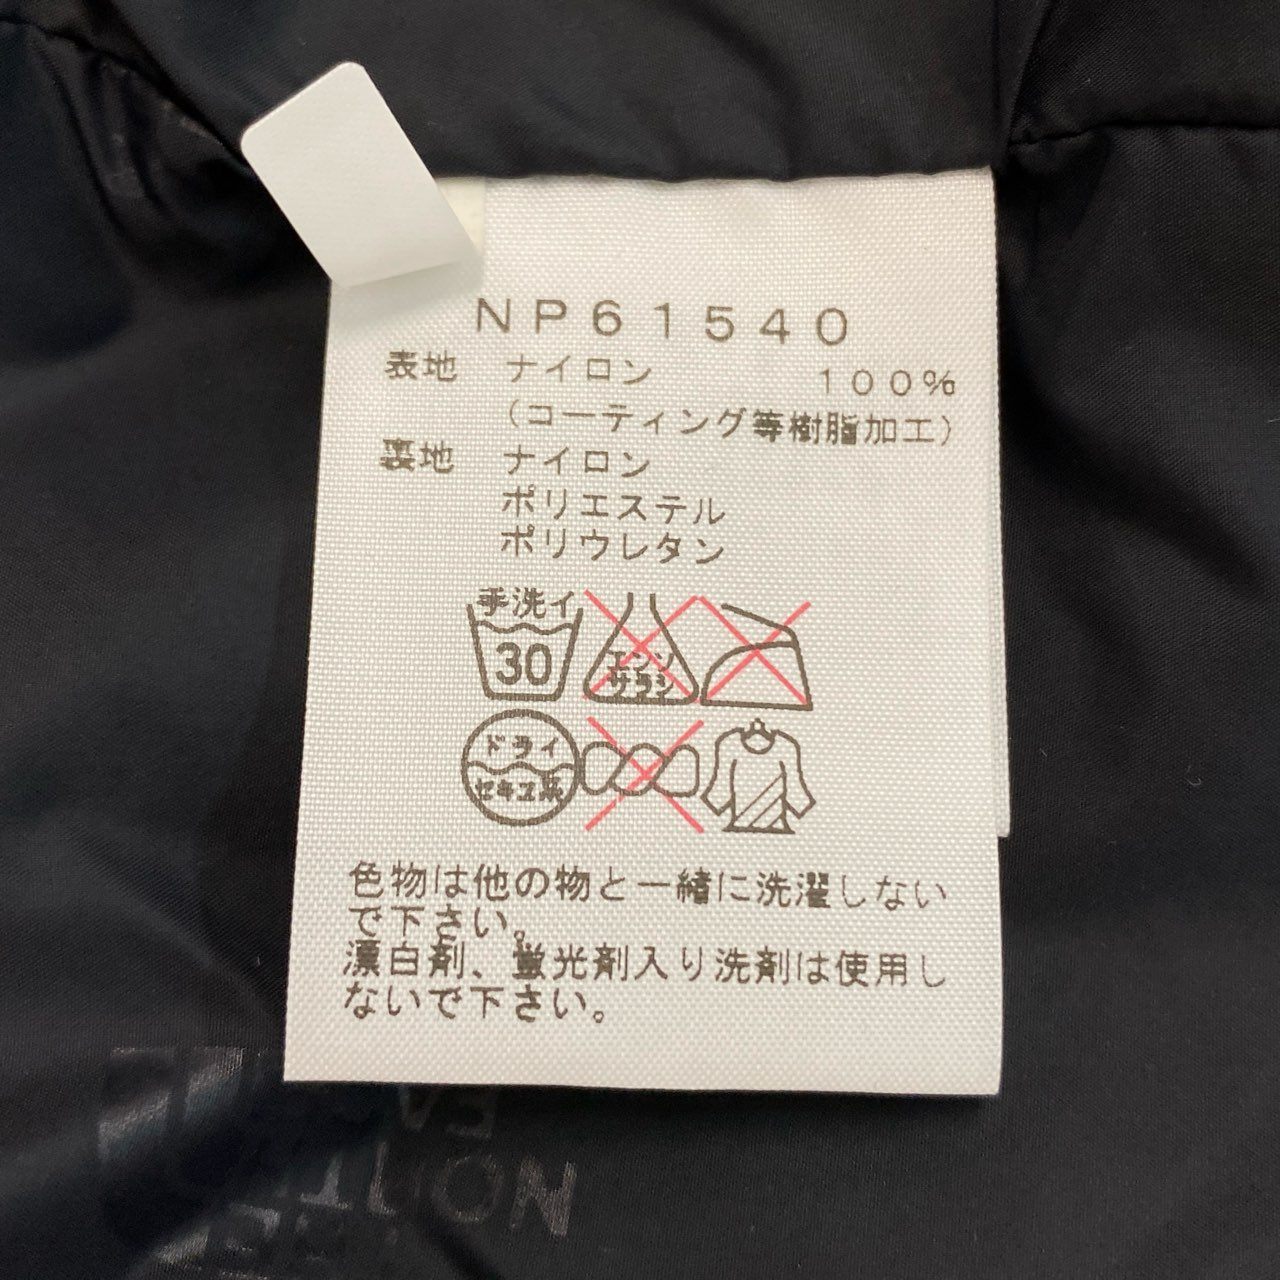 NP61540
表地 ナイロン 100%
(コーティング等樹脂加工)
裏地 ナイロン
ポリエステル
ポリウレタン
手洗イ
30
エンソ
サラシ
ドライ
セキユ系
色物は他の物と一緒に洗濯しない
で下さい。
漂白剤、蛍光剤入り洗剤は使用し
ないで下さい。